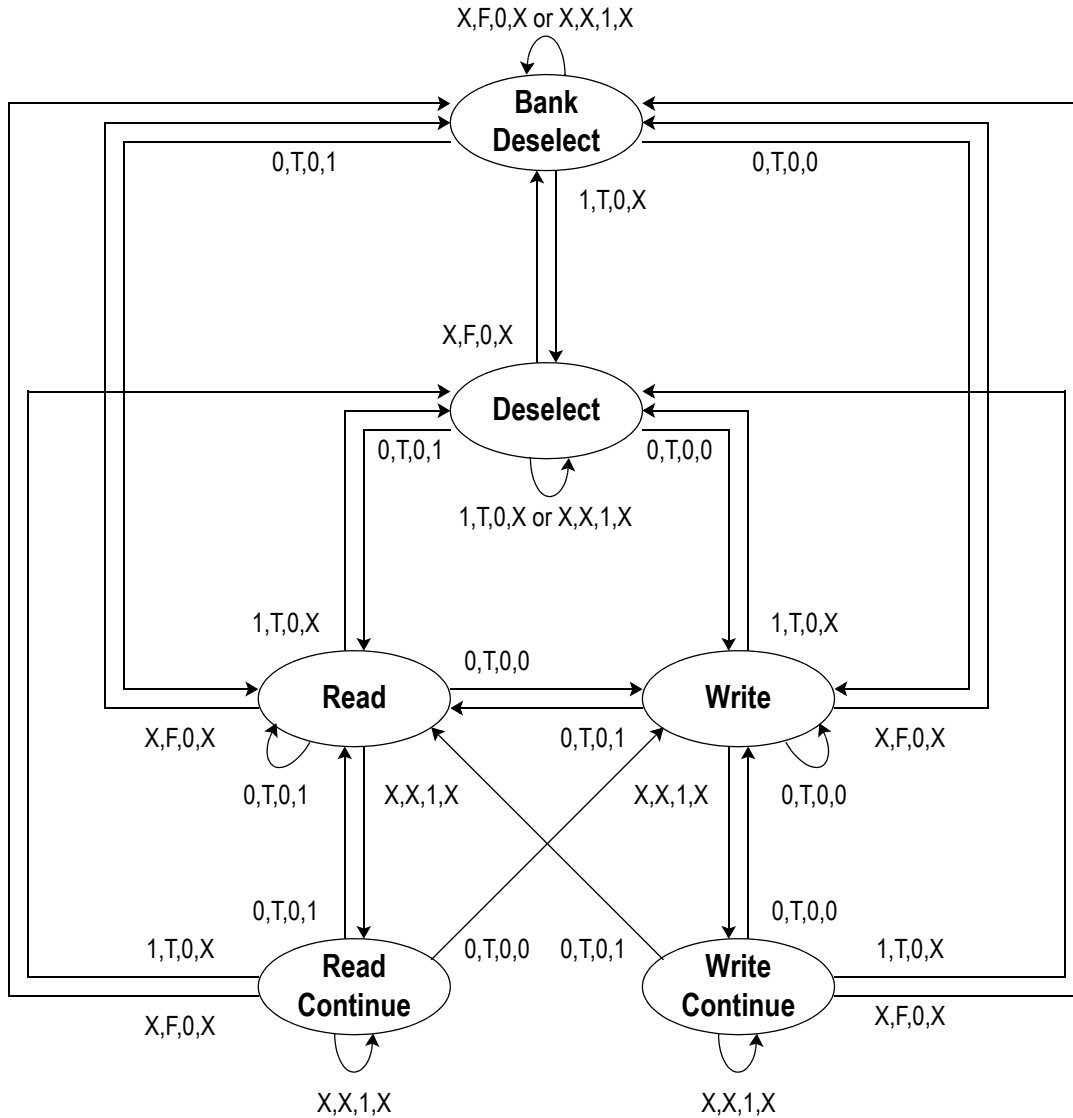 X,F,0,X or X,X,1,X
Bank
Deselect
0,T,0,1
0,T,0,0
1,T,0,X
X,F,0,X
Deselect
0,T,0,1
0,T,0,0
1,T,0,X or X,X,1,X
1,T,0,X
1,T,0,X
0,T,0,0
Read
Write
X,F,0,X
0,T,0,1
X,F,0,X
0,T,0,1
X,X,1,X
X,X,1,X
0,T,0,0
0,T,0,1
0,T,0,0
1,T,0,X
0,T,0,0
0,T,0,1
1,T,0,X
Read
Continue
Write
Continue
X,F,0,X
X,F,0,X
X,X,1,X
X,X,1,X